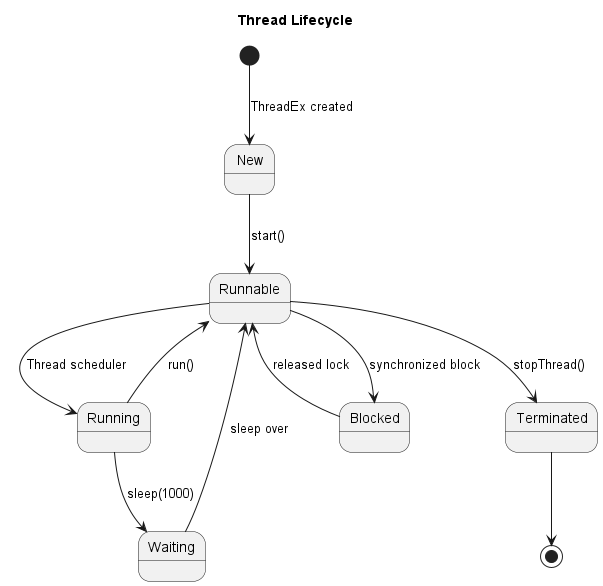 Thread Lifecycle
ThreadEx created
New
start()
Runnable
Thread scheduler
run()
released lock
synchronized block
stopThread()
Running
sleep over
Blocked
Terminated
sleep(1000)
Waiting